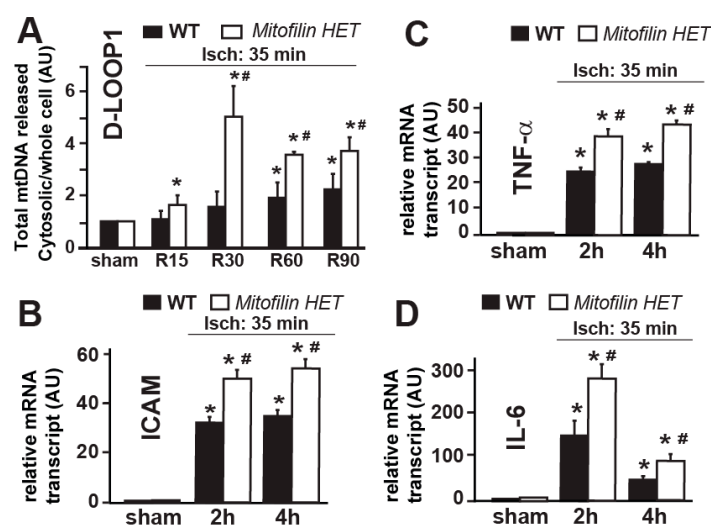 A
WT Mitofilin HET
Isch: 35 min
Total mtDNA released
Cytosolic/whole cell (AU)
D-LOOP1
6
4
2
0
*
*#
* * #
* * #
sham R15 R30 R60 R90
C
WT Mitofilin HET
Isch: 35 min
relative mRNA
transcript (AU)
TNF-α
50
40
30
20
10
0
* * #
* * #
sham 2h 4h
B
WT Mitofilin HET
Isch: 35 min
relative mRNA
transcript (AU)
ICAM
60
40
20
0
* * #
* * #
sham 2h 4h
D
WT Mitofilin HET
Isch: 35 min
relative mRNA
transcript (AU)
IL-6
300
200
100
0
* * #
* * #
sham 2h 4h